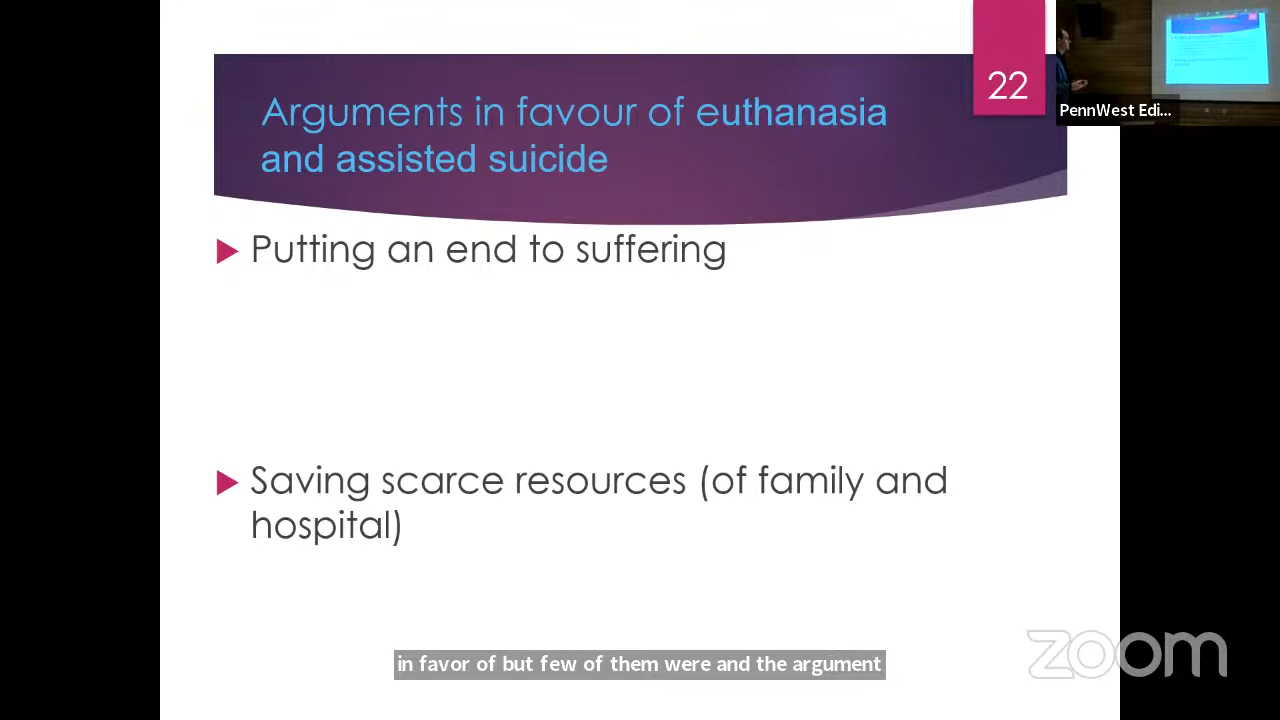 22
PennWest Edi...
Arguments in favour of euthanasia
and assisted suicide
Putting an end to suffering
Saving scarce resources (of family and
hospital)
in favor of but few of them were and the argument
zoom